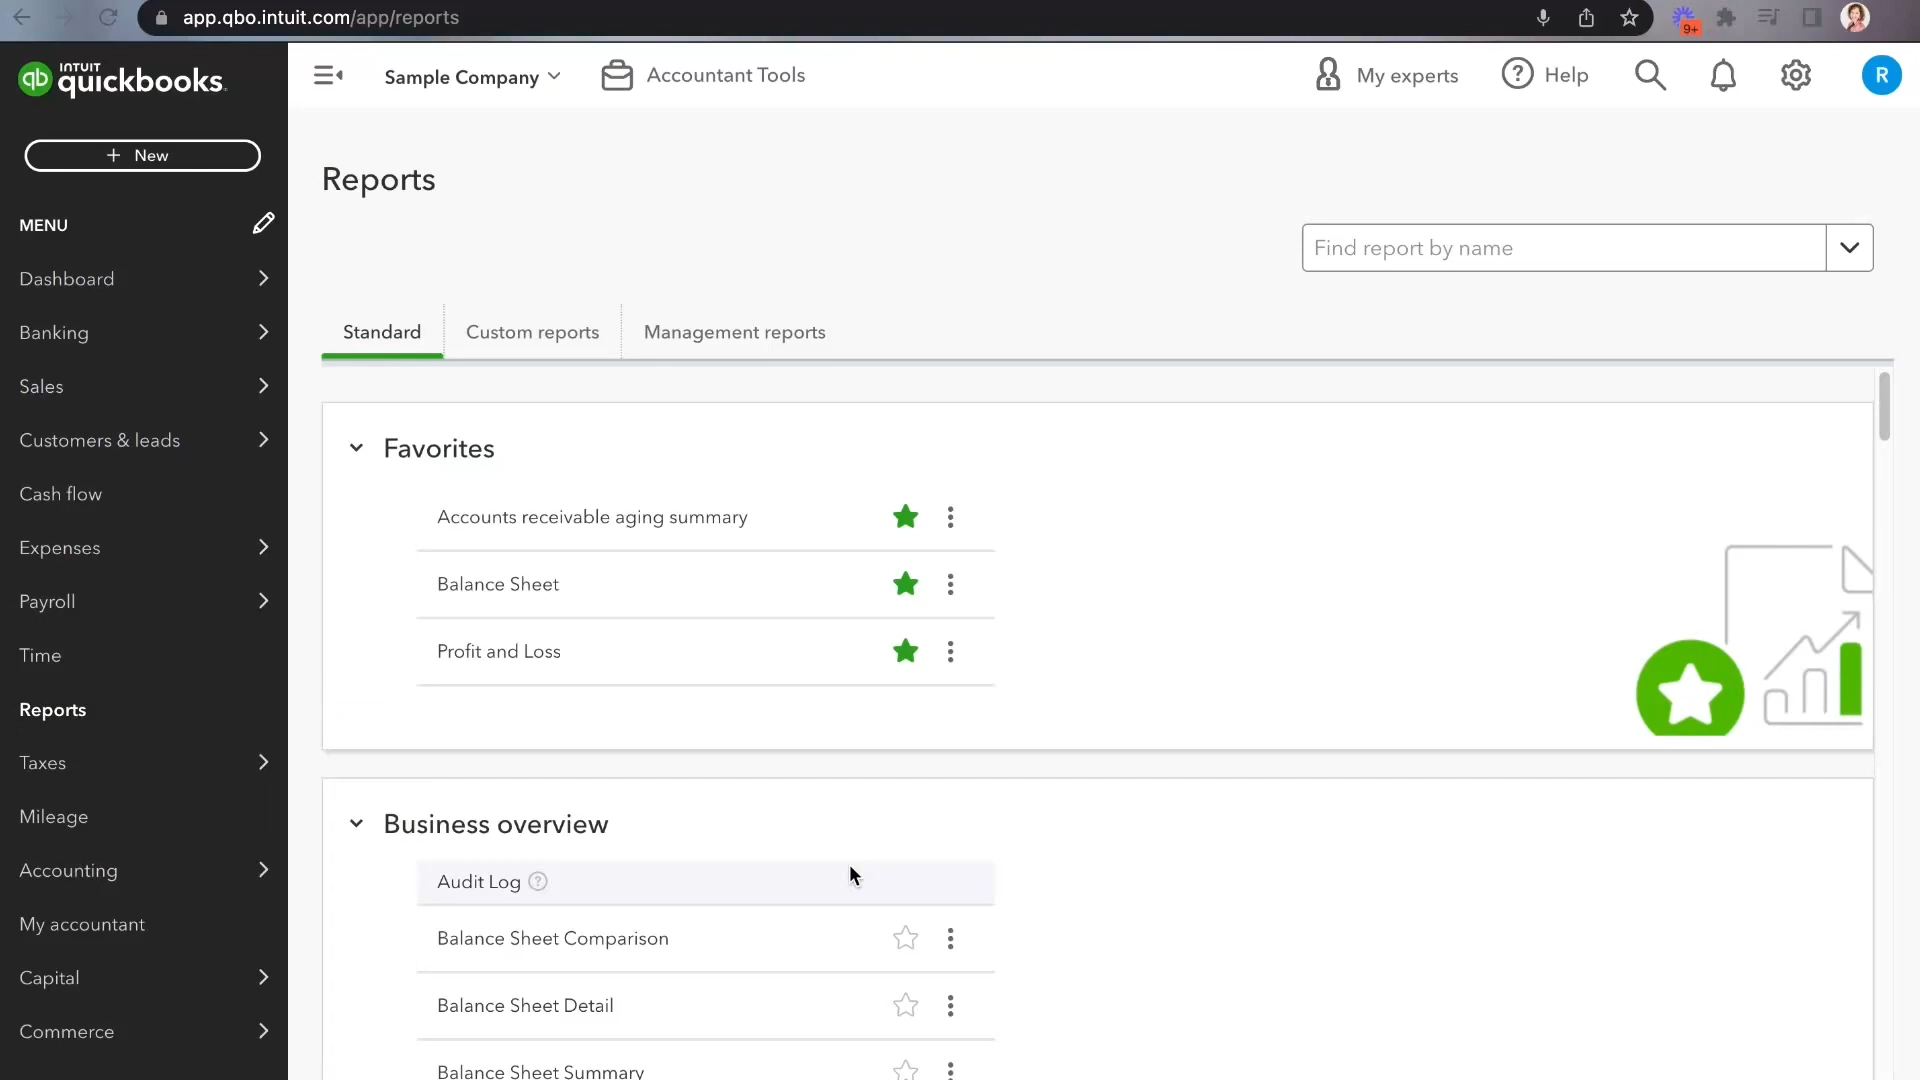 app.qbo.intuit.com/app/reports
9+
INTUIT
qb quickbooks.
Sample Company
Accountant Tools
My experts
? Help
R
+ New
MENU
Dashboard
Banking
Sales
Customers & leads
Cash flow
Expenses
Payroll
Time
Reports
Taxes
Mileage
Accounting
My accountant
Capital
Commerce
Reports
Find report by name
Standard
Custom reports
Management reports
Favorites
Accounts receivable aging summary
Balance Sheet
Profit and Loss
Business overview
Audit Log ?
Balance Sheet Comparison
Balance Sheet Detail
Balance Sheet Summary